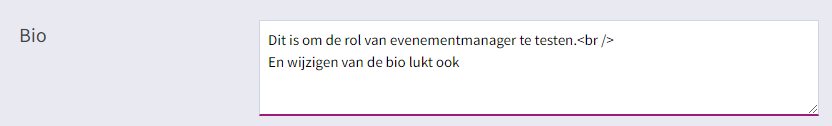 Bio
Dit is om de rol van evenementmanager te testen.<br />
En wijzigen van de bio lukt ook